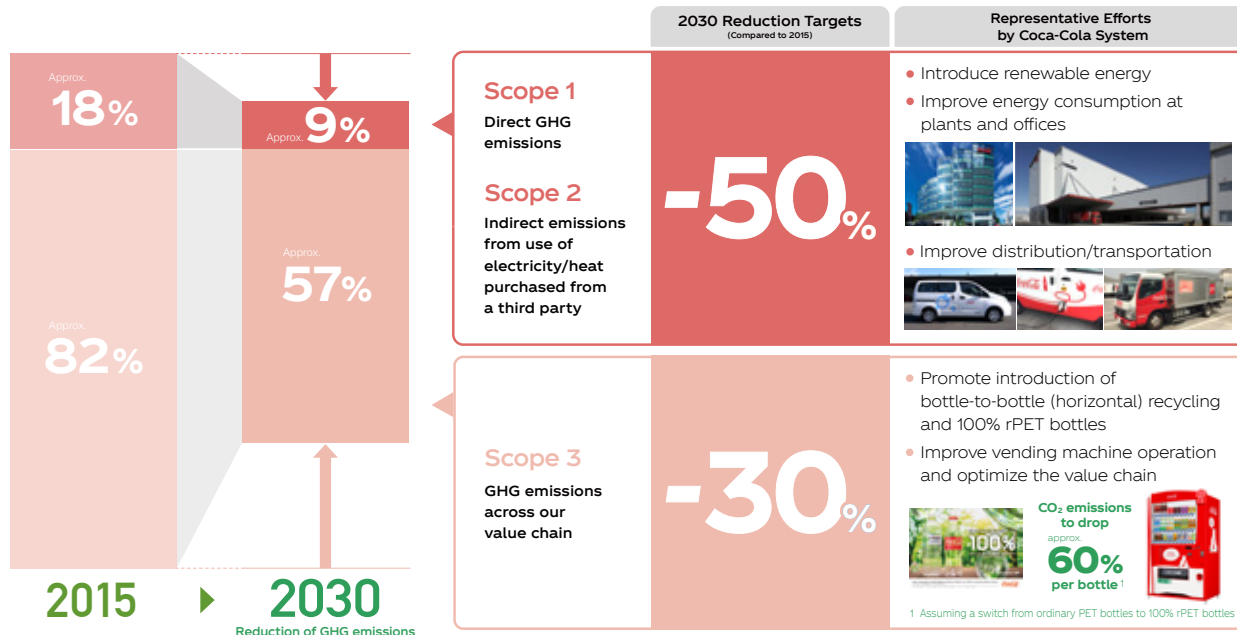 2030 Reduction Targets
(Compared to 2015)
Representative Efforts
by Coca-Cola System
Approx.
18%
Approx. 9%
Approx.
82%
Approx.
57%
2015
2030
Reduction of GHG emissions
Scope 1
Direct GHG
emissions
Scope 2
Indirect emissions
from use of
electricity/heat
purchased from
a third party
-50%
• Introduce renewable energy
• Improve energy consumption at
plants and offices
• Improve distribution/transportation
Scope 3
GHG emissions
across our
value chain
-30%
• Promote introduction of
bottle-to-bottle (horizontal) recycling
and 100% rPET bottles
• Improve vending machine operation
and optimize the value chain
100%
CO₂ emissions
to drop
approx.
60%
per bottle†
† Assuming a switch from ordinary PET bottles to 100% rPET bottles